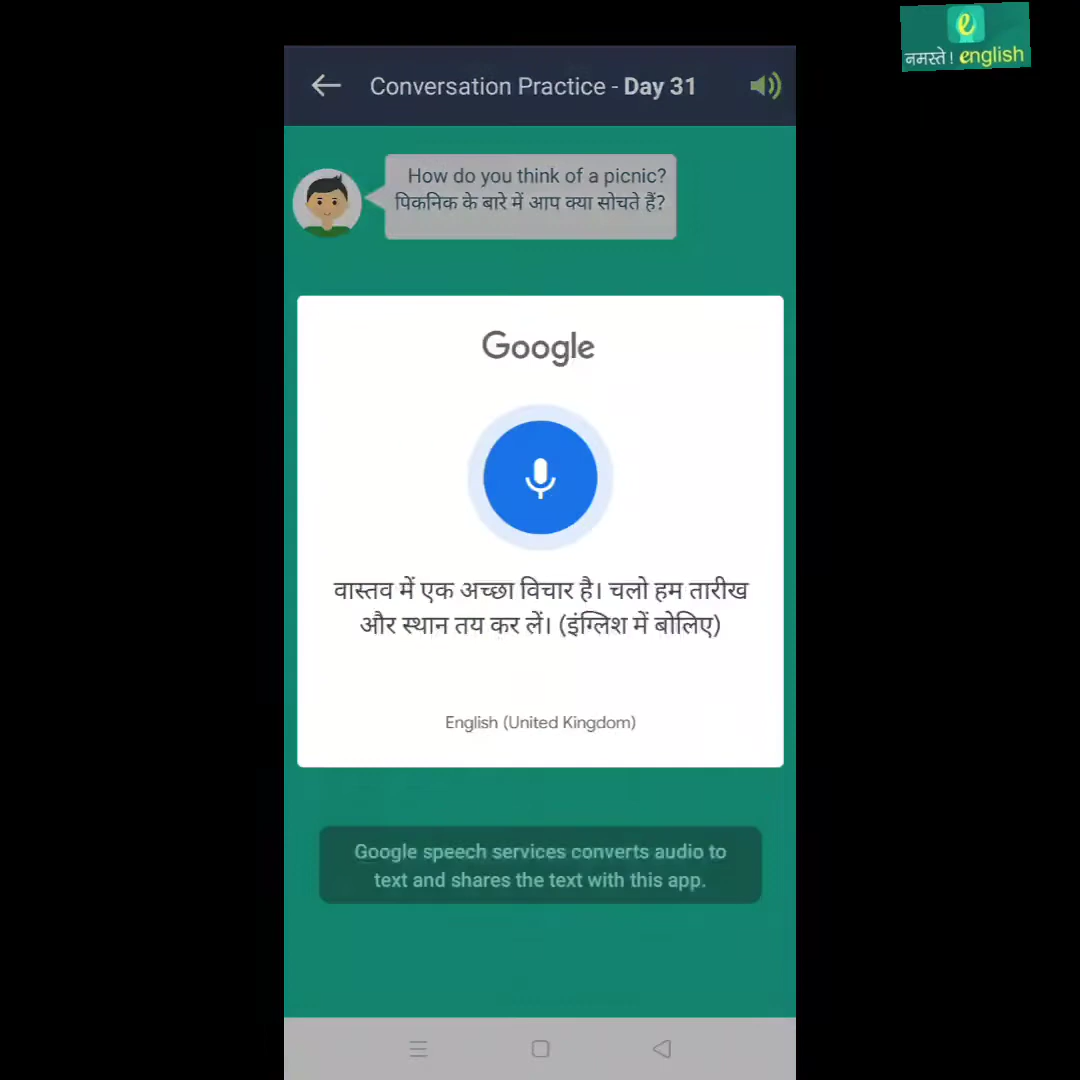 नमस्ते ! english
Conversation Practice - Day 31
How do you think of a picnic?
पिकनिक के बारे में आप क्या सोचते हैं?
Google
वास्तव में एक अच्छा विचार है। चलो हम तारीख
और स्थान तय कर लें। (इंग्लिश में बोलिए)
English (United Kingdom)
Google speech services converts audio to
text and shares the text with this app.